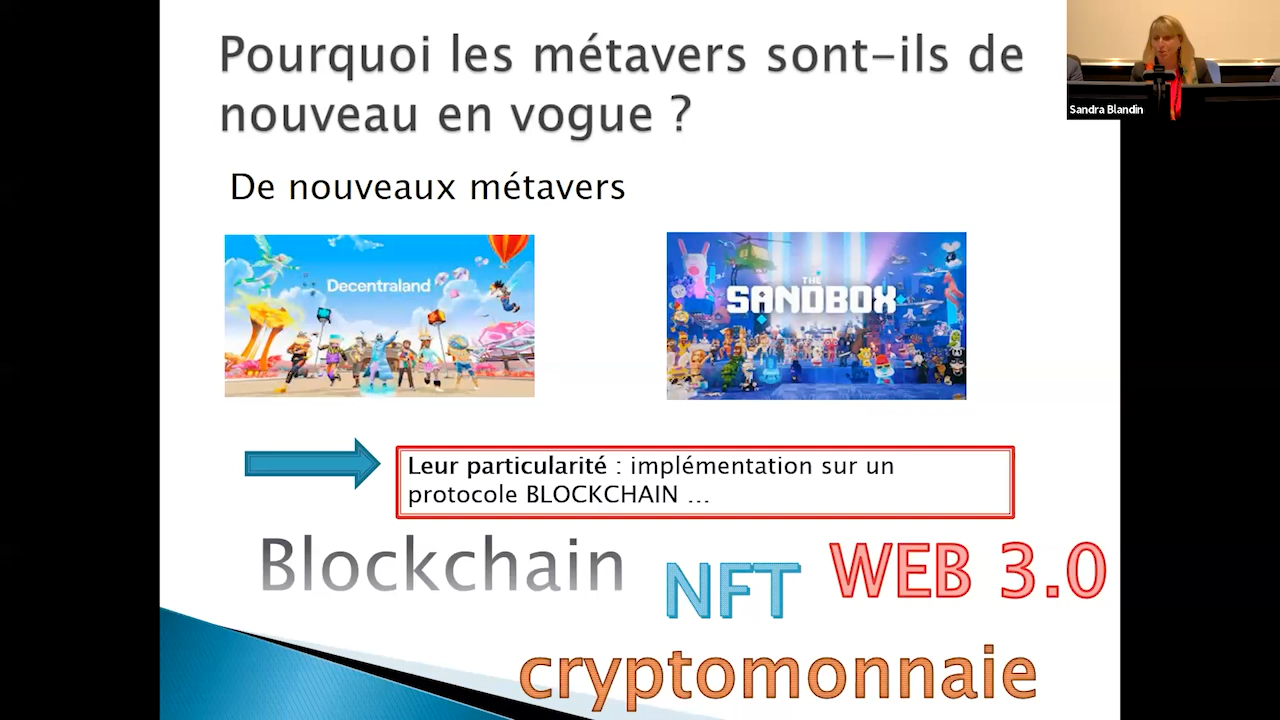 Pourquoi les métavers sont-ils de
nouveau en vogue ?
Sandra Blandin
De nouveaux métavers
Decentraland
THE
SANDBOX
Leur particularité : implémentation sur un
protocole BLOCKCHAIN ...
Blockchain
NFT
WEB 3.0
cryptomonnaie